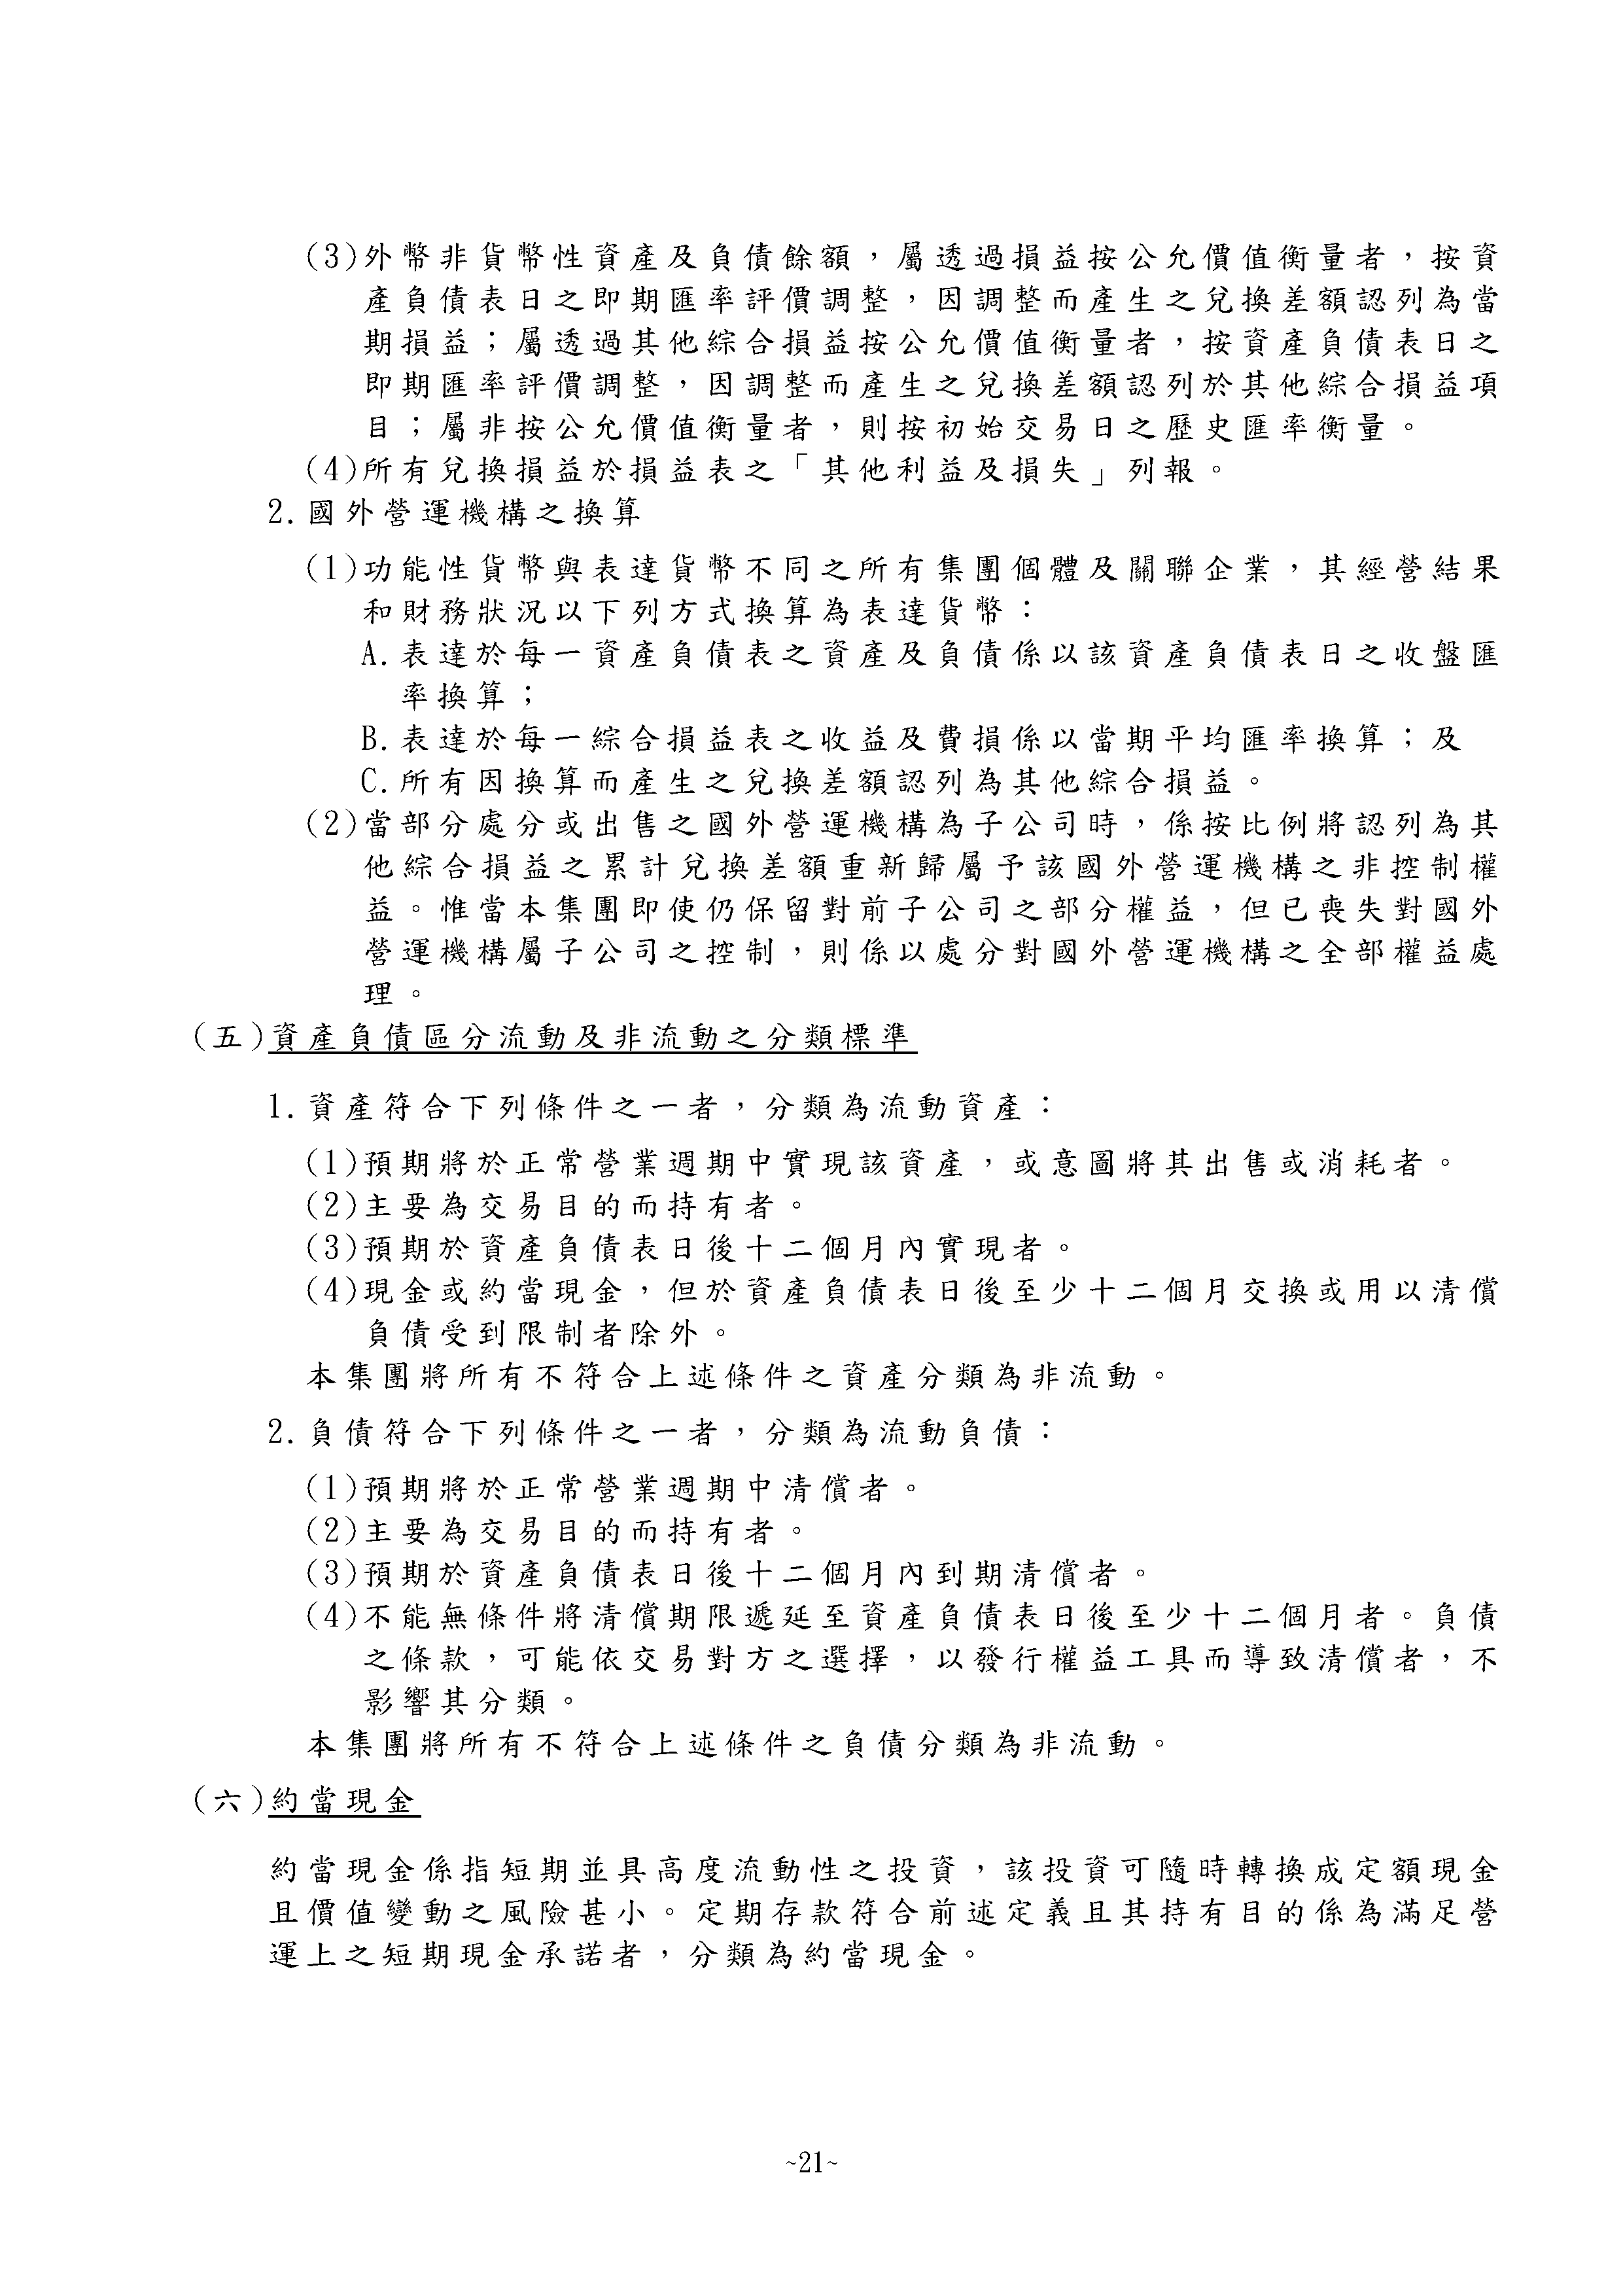 (3)外幣非貨幣性資產及負債餘額，屬透過損益按公允價值衡量者，按資
產負債表日之即期匯率評價調整，因調整而產生之兌換差額認列為當
期損益；屬透過其他綜合損益按公允價值衡量者，按資產負債表日之
即期匯率評價調整，因調整而產生之兌換差額認列於其他綜合損益項
目；屬非按公允價值衡量者，則按初始交易日之歷史匯率衡量。
(4)所有兌換損益於損益表之「其他利益及損失」列報。
2.國外營運機構之換算
(1)功能性貨幣與表達貨幣不同之所有集團個體及關聯企業，其經營結果
和財務狀況以下列方式換算為表達貨幣：
A.表達於每一資產負債表之資產及負債係以該資產負債表日之收盤匯
率換算；
B.表達於每一綜合損益表之收益及費損係以當期平均匯率換算；及
C.所有因換算而產生之兌換差額認列為其他綜合損益。
(2)當部分處分或出售之國外營運機構為子公司時，係按比例將認列為其
他綜合損益之累計兌換差額重新歸屬予該國外營運機構之非控制權
益。惟當本集團即使仍保留對前子公司之部分權益，但已喪失對國外
營運機構屬子公司之控制，則係以處分對國外營運機構之全部權益處
理。
(五)資產負債區分流動及非流動之分類標準
1.資產符合下列條件之一者，分類為流動資產：
(1)預期將於正常營業週期中實現該資產，或意圖將其出售或消耗者。
(2)主要為交易目的而持有者。
(3)預期於資產負債表日後十二個月內實現者。
(4)現金或約當現金，但於資產負債表日後至少十二個月交換或用以清償
負債受到限制者除外。
本集團將所有不符合上述條件之資產分類為非流動。
2.負債符合下列條件之一者，分類為流動負債：
(1)預期將於正常營業週期中清償者。
(2)主要為交易目的而持有者。
(3)預期於資產負債表日後十二個月內到期清償者。
(4)不能無條件將清償期限遞延至資產負債表日後至少十二個月者。負債
之條款，可能依交易對方之選擇，以發行權益工具而導致清償者，不
影響其分類。
本集團將所有不符合上述條件之負債分類為非流動。
(六)約當現金
約當現金係指短期並具高度流動性之投資，該投資可隨時轉換成定額現金
且價值變動之風險甚小。定期存款符合前述定義且其持有目的係為滿足營
運上之短期現金承諾者，分類為約當現金。
~21~